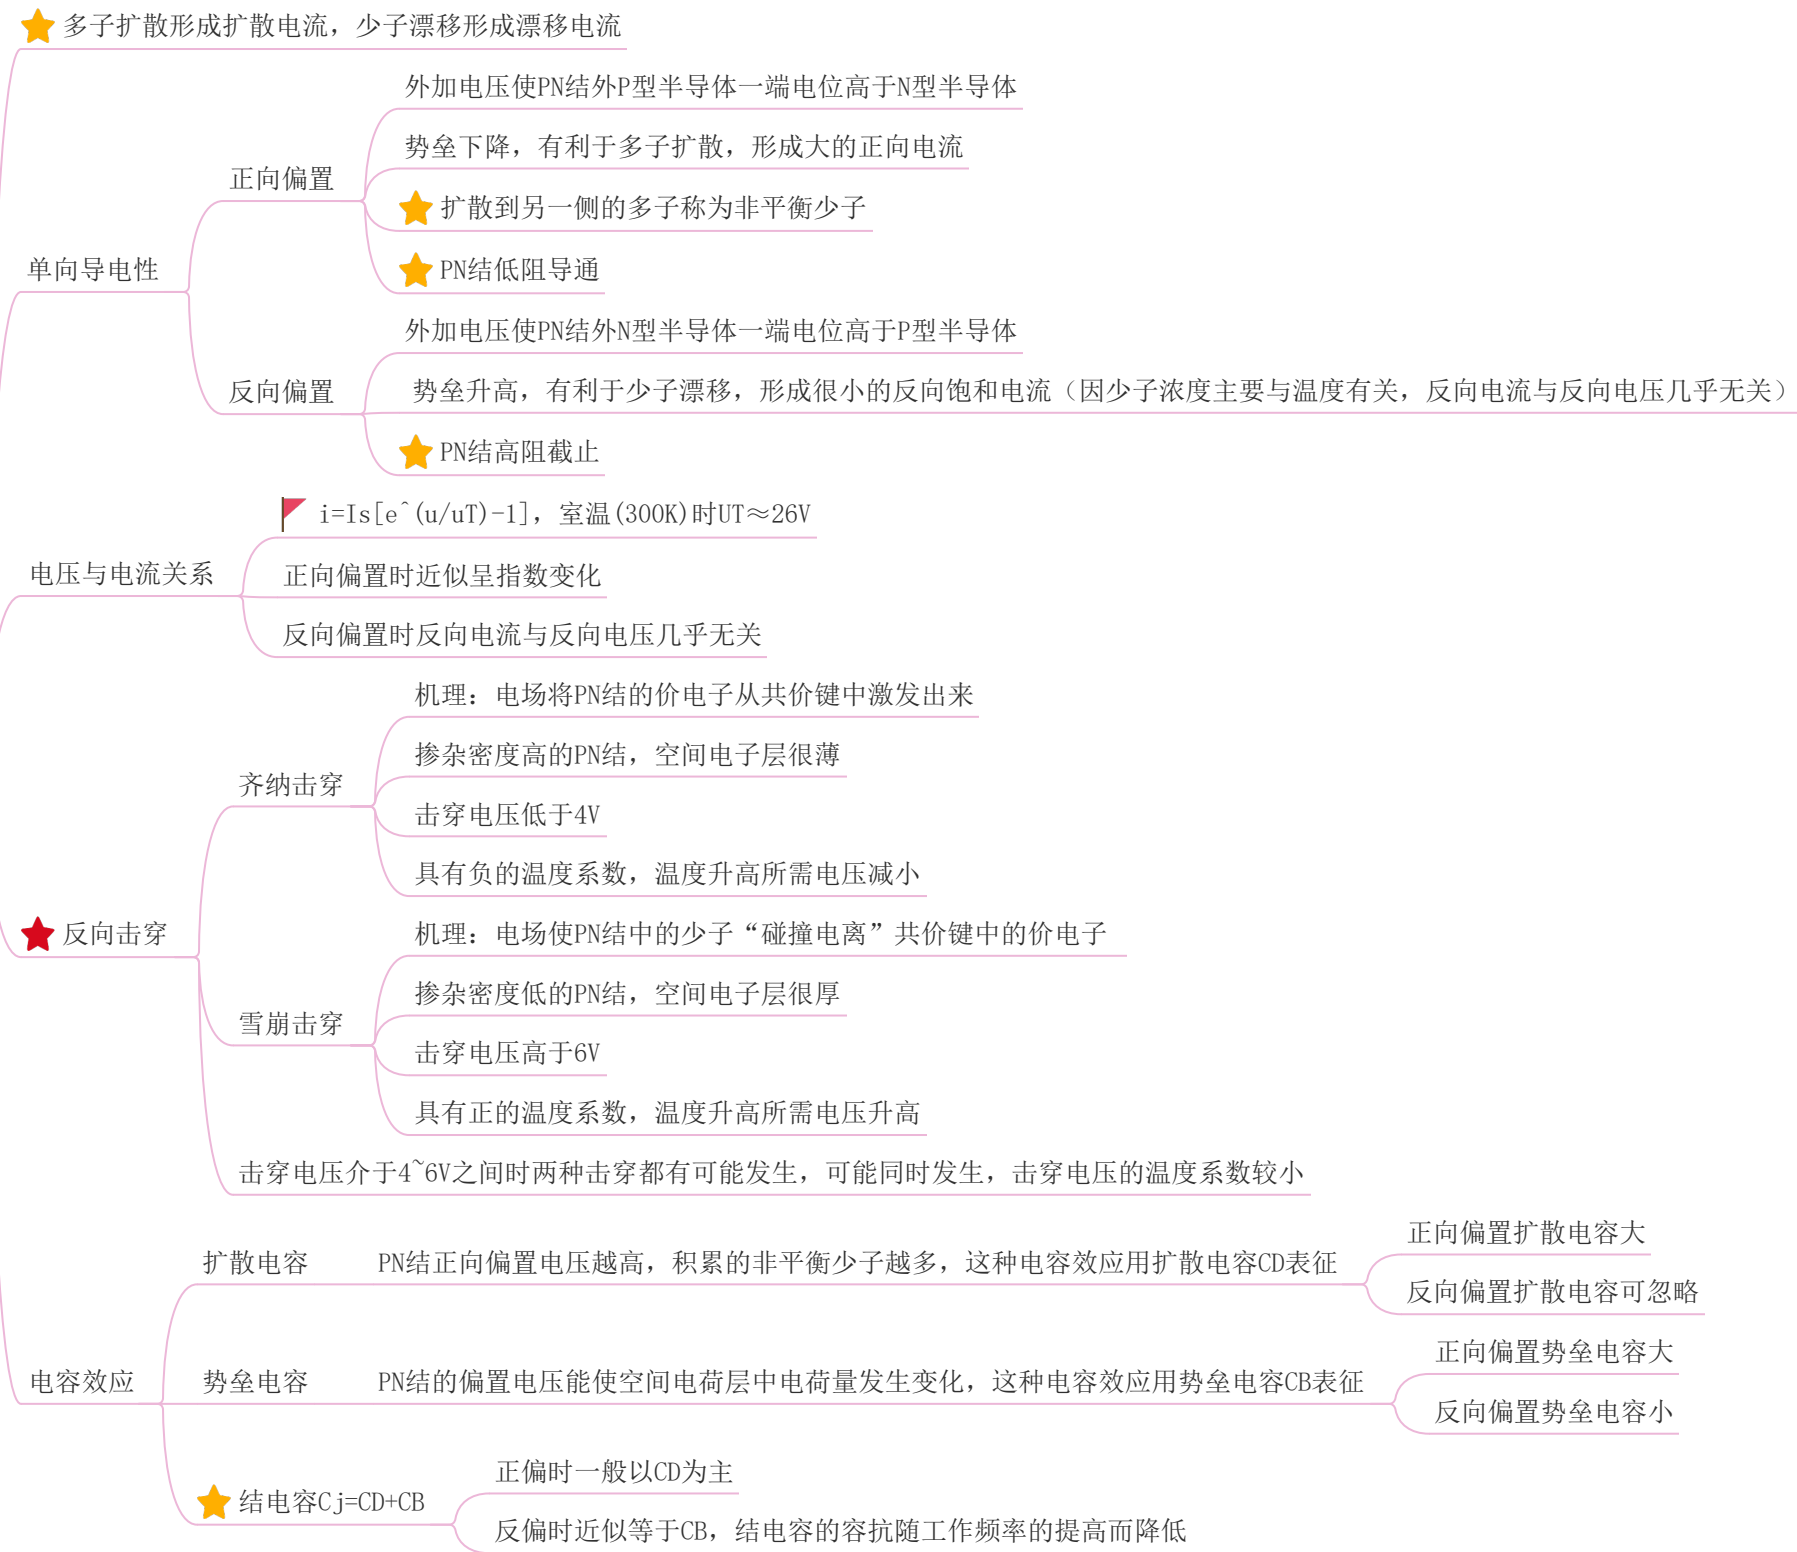 多子扩散形成扩散电流，少子漂移形成漂移电流
单向导电性
正向偏置
外加电压使PN结外P型半导体一端电位高于N型半导体
势垒下降，有利于多子扩散，形成大的正向电流
扩散到另一侧的多子称为非平衡少子
PN结低阻导通
反向偏置
外加电压使PN结外N型半导体一端电位高于P型半导体
势垒升高，有利于少子漂移，形成很小的反向饱和电流（因少子浓度主要与温度有关，反向电流与反向电压几乎无关）
PN结高阻截止
电压与电流关系
i=Is[e^(u/uT)-1]，室温(300K)时UT≈26V
正向偏置时近似呈指数变化
反向偏置时反向电流与反向电压几乎无关
反向击穿
齐纳击穿
机理：电场将PN结的价电子从共价键中激发出来
掺杂密度高的PN结，空间电子层很薄
击穿电压低于4V
具有负的温度系数，温度升高所需电压减小
雪崩击穿
机理：电场使PN结中的少子“碰撞电离”共价键中的价电子
掺杂密度低的PN结，空间电子层很厚
击穿电压高于6V
具有正的温度系数，温度升高所需电压升高
击穿电压介于4~6V之间时两种击穿都有可能发生，可能同时发生，击穿电压的温度系数较小
电容效应
扩散电容
PN结正向偏置电压越高，积累的非平衡少子越多，这种电容效应用扩散电容CD表征
正向偏置扩散电容大
反向偏置扩散电容可忽略
势垒电容
PN结的偏置电压能使空间电荷层中电荷量发生变化，这种电容效应用势垒电容CB表征
正向偏置势垒电容大
反向偏置势垒电容小
结电容Cj=CD+CB
正偏时一般以CD为主
反偏时近似等于CB，结电容的容抗随工作频率的提高而降低